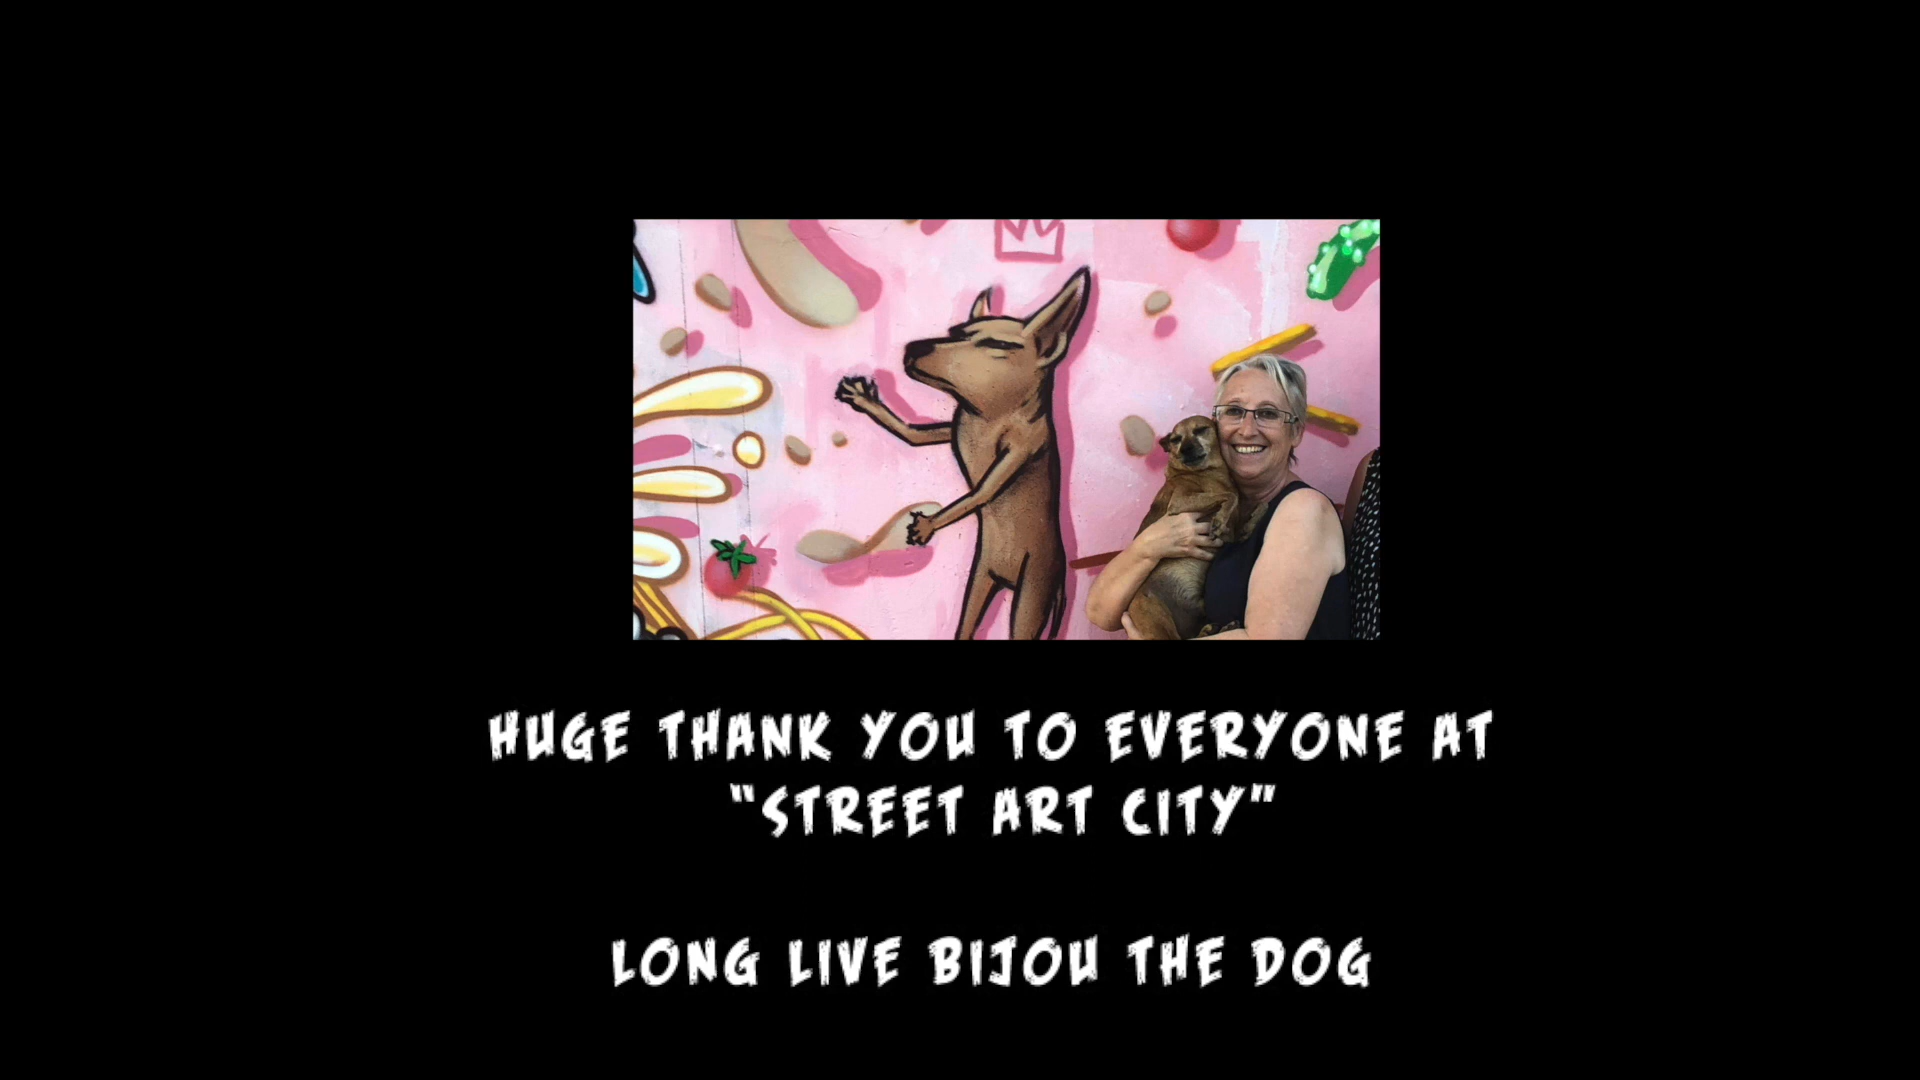 HUGE THANK YOU TO EVERYONE AT
"STREET ART CITY"
LONG LIVE BIJOU THE DOG